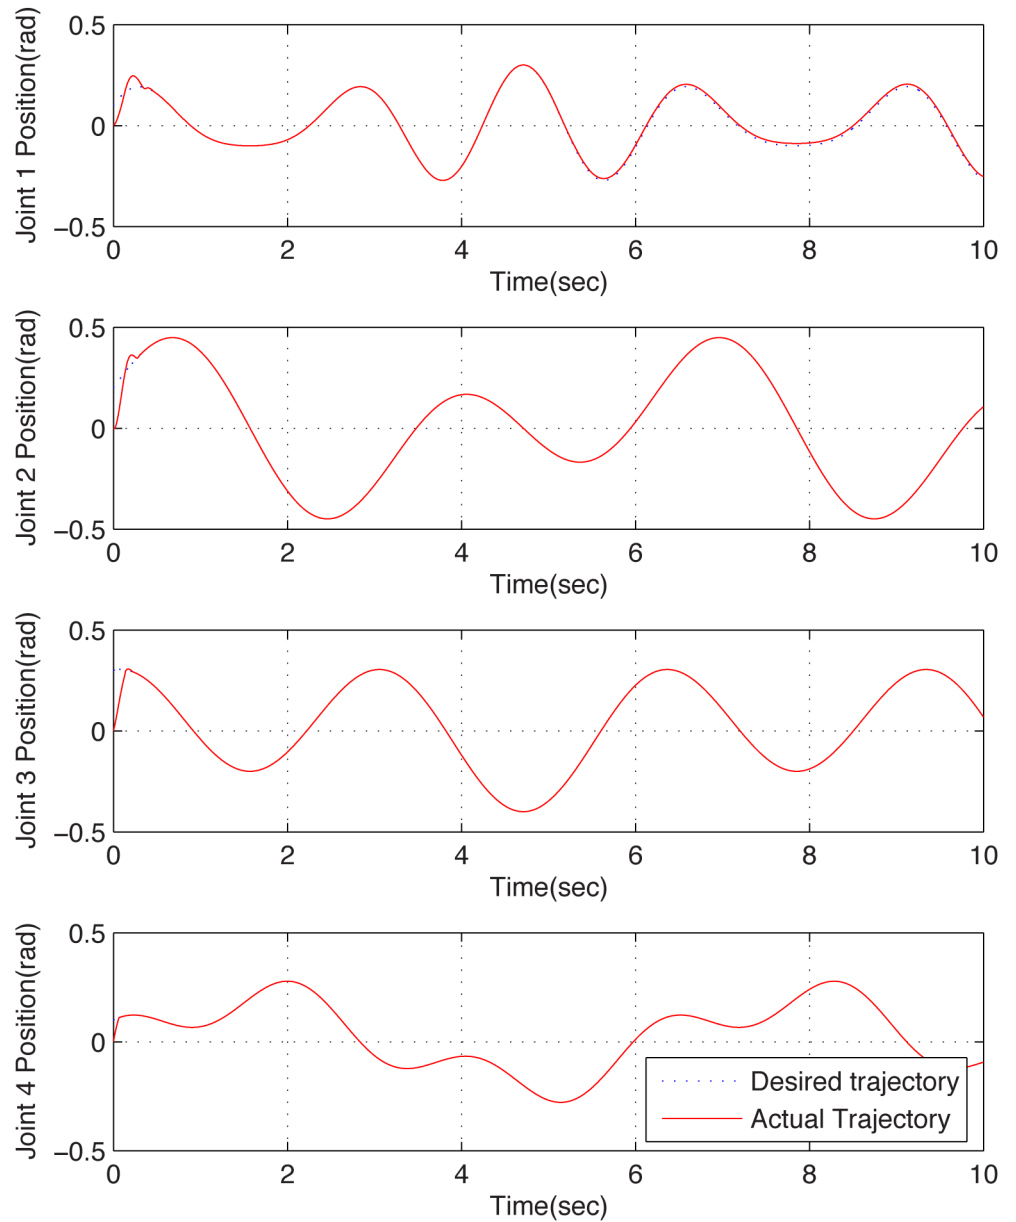 Joint 1 Position(rad)
0.5
0
−0.5
0 2 4 6 8 10
Time(sec)
Joint 2 Position(rad)
0.5
0
−0.5
0 2 4 6 8 10
Time(sec)
Joint 3 Position(rad)
0.5
0
−0.5
0 2 4 6 8 10
Time(sec)
Joint 4 Position(rad)
0.5
0
−0.5
0 2 4 6 8 10
Time(sec)
Desired trajectory
Actual Trajectory